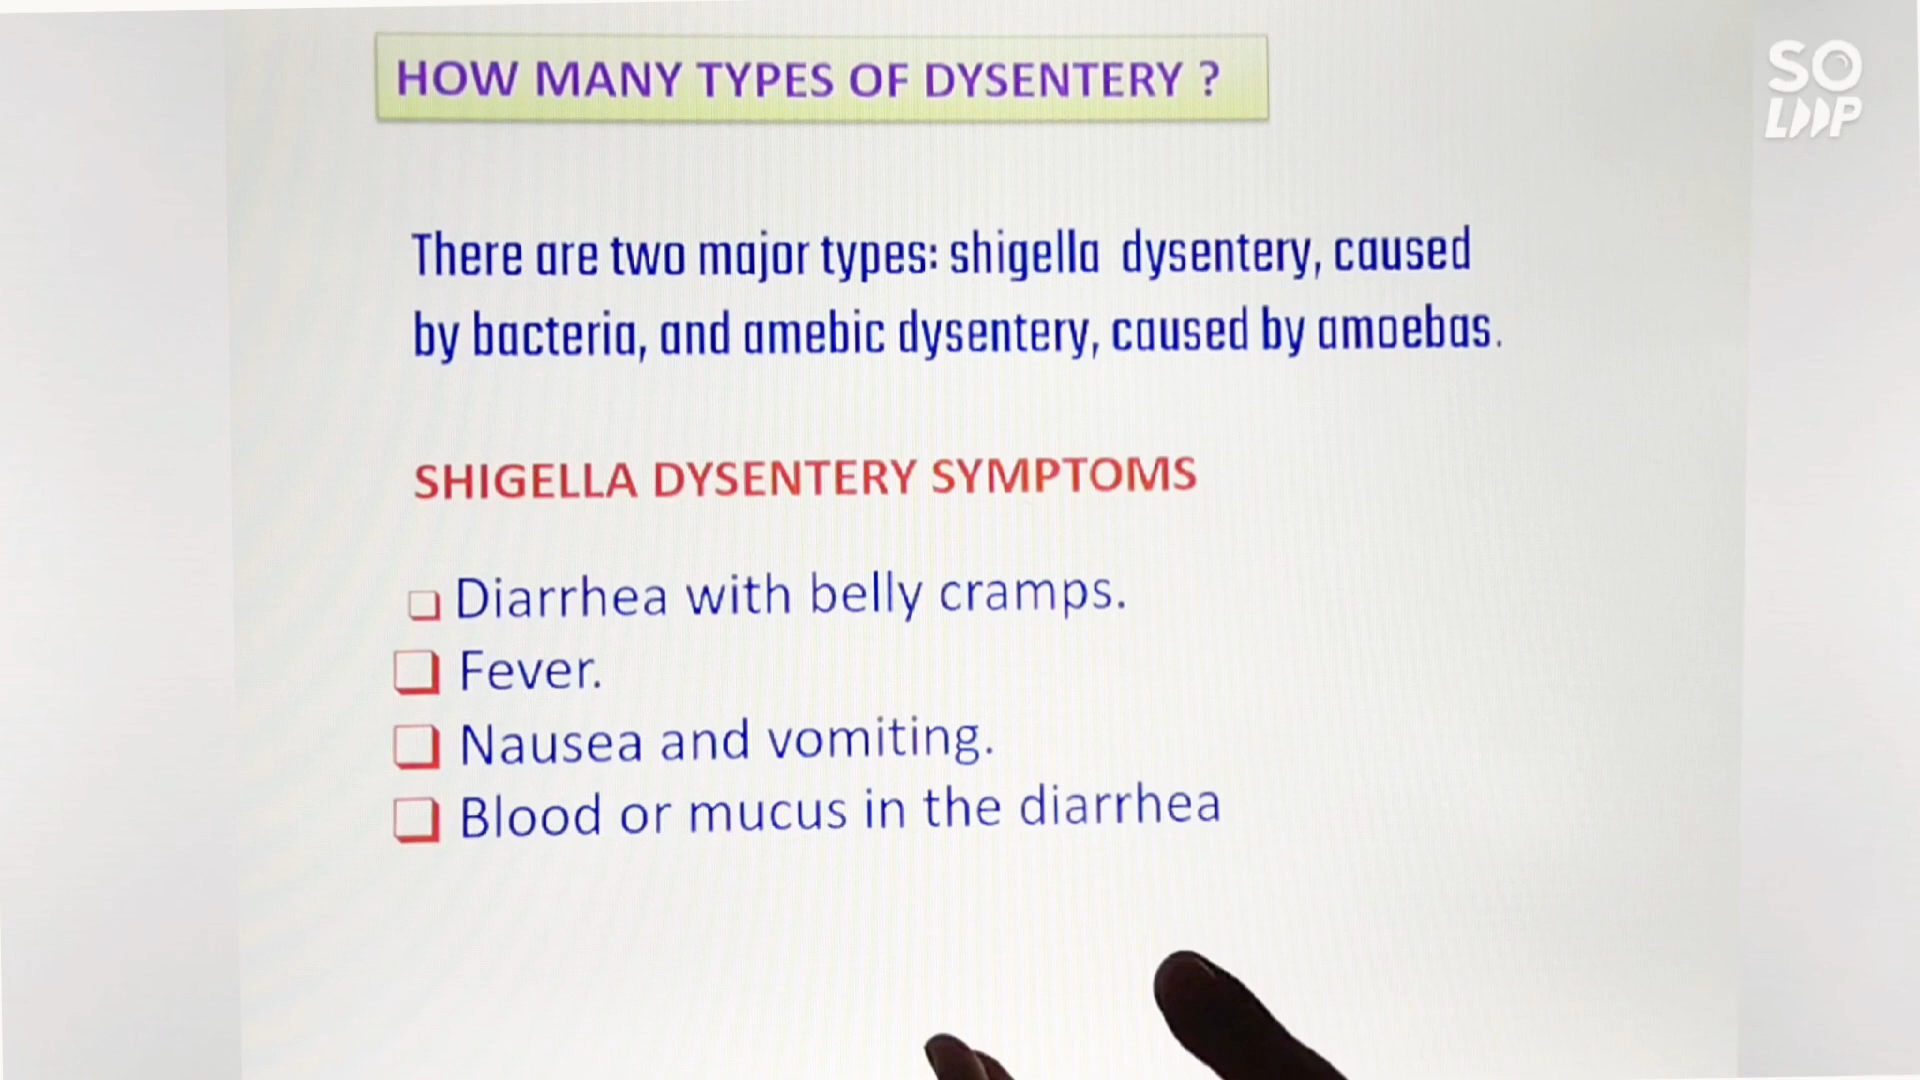 HOW MANY TYPES OF DYSENTERY ?
SO
LOOP
There are two major types: shigella dysentery, caused
by bacteria, and amebic dysentery, caused by amoebas.
SHIGELLA DYSENTERY SYMPTOMS
Diarrhea with belly cramps.
Fever.
Nausea and vomiting.
Blood or mucus in the diarrhea